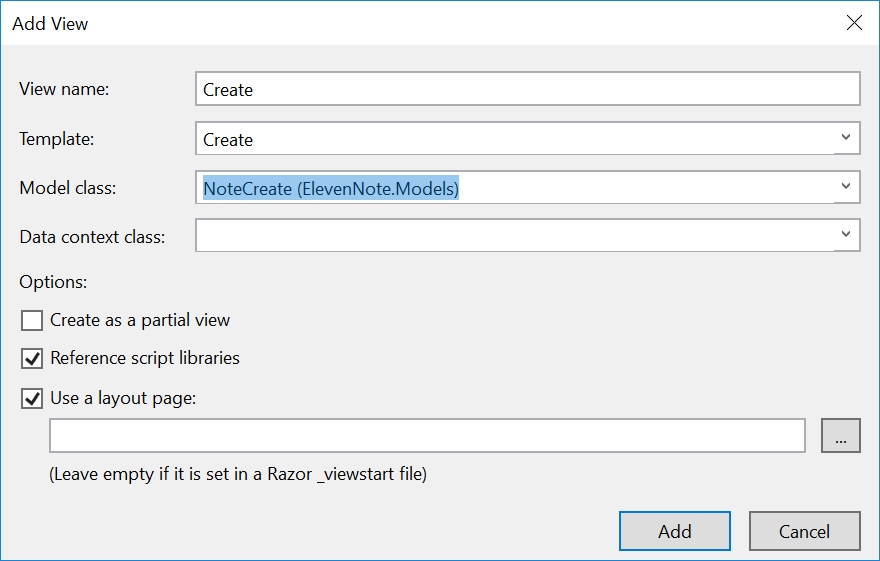 Add View
View name: Create
Template: Create
Model class: NoteCreate (ElevenNote.Models)
Data context class:
Options:
Create as a partial view
Reference script libraries
Use a layout page:
...
(Leave empty if it is set in a Razor _viewstart file)
Add Cancel